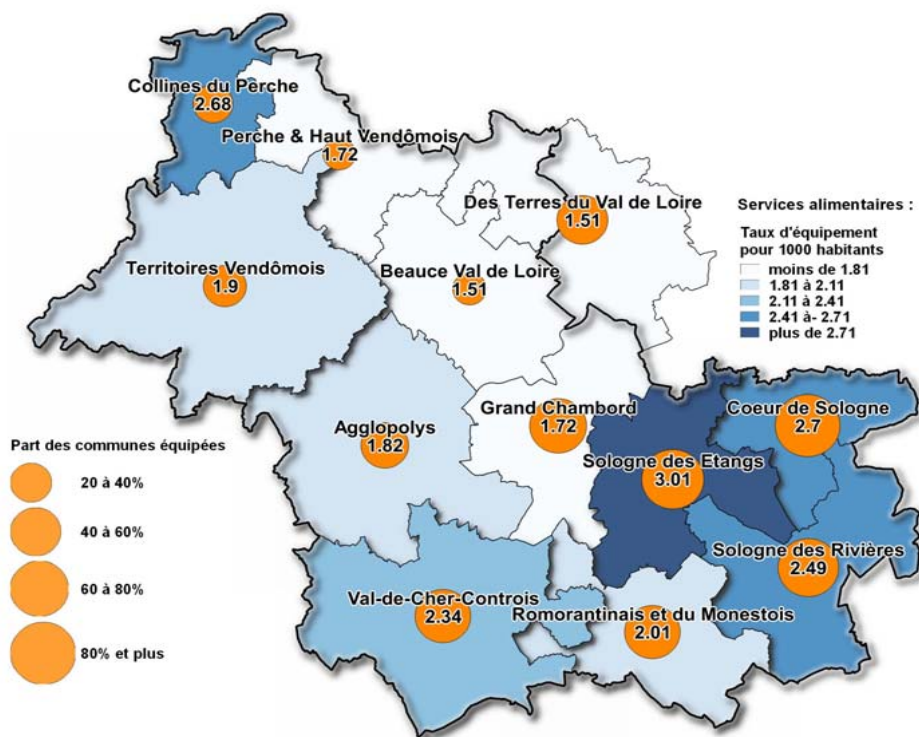 Collines du Perche
2.68
Perche & Haut Vendômois
1.72
Des Terres du Val de Loire
1.51
Territoires Vendômois
1.9
Beauce Val de Loire
1.51
Services alimentaires :
Taux d'équipement
pour 1000 habitants
moins de 1.81
1.81 à 2.11
2.11 à 2.41
2.41 à- 2.71
plus de 2.71
Agglopolys
1.82
Grand Chambord
1.72
Coeur de Sologne
2.7
Sologne des Etangs
3.01
Sologne des Rivières
2.49
Val-de-Cher-Controis
2.34
Romorantinais et du Monestois
2.01
Part des communes équipées
20 à 40%
40 à 60%
60 à 80%
80% et plus